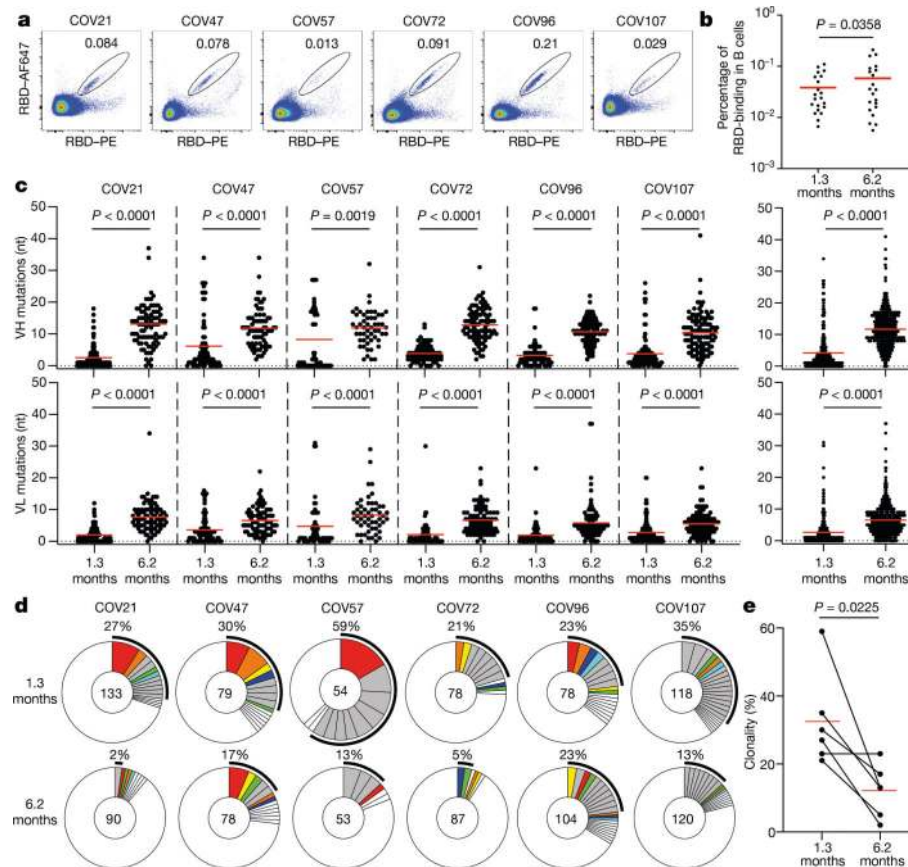 a
COV21 COV47 COV57 COV72 COV96 COV107
0.084 0.078 0.013 0.091 0.21 0.029
RBD–AF647
RBD–PE RBD–PE RBD–PE RBD–PE RBD–PE RBD–PE
b
P = 0.0358
Percentage of
RBD-binding in B cells
10⁰
10⁻¹
10⁻²
10⁻³
1.3 6.2
months months
c
COV21 COV47 COV57 COV72 COV96 COV107
P < 0.0001 P < 0.0001 P = 0.0019 P < 0.0001 P < 0.0001 P < 0.0001 P < 0.0001
VH mutations (nt)
50 50
40 40
30 30
20 20
10 10
0 0
P < 0.0001 P < 0.0001 P < 0.0001 P < 0.0001 P < 0.0001 P < 0.0001 P < 0.0001
VL mutations (nt)
50 50
40 40
30 30
20 20
10 10
0 0
1.3 6.2 1.3 6.2 1.3 6.2 1.3 6.2 1.3 6.2 1.3 6.2 1.3 6.2
months months months months months months months months months months months months months months
d
COV21 COV47 COV57 COV72 COV96 COV107
27% 30% 59% 21% 23% 35%
1.3
months
133 79 54 78 78 118
2% 17% 13% 5% 23% 13%
6.2
months
90 78 53 87 104 120
e
P = 0.0225
Clonality (%)
60
40
20
0
1.3 6.2
months months